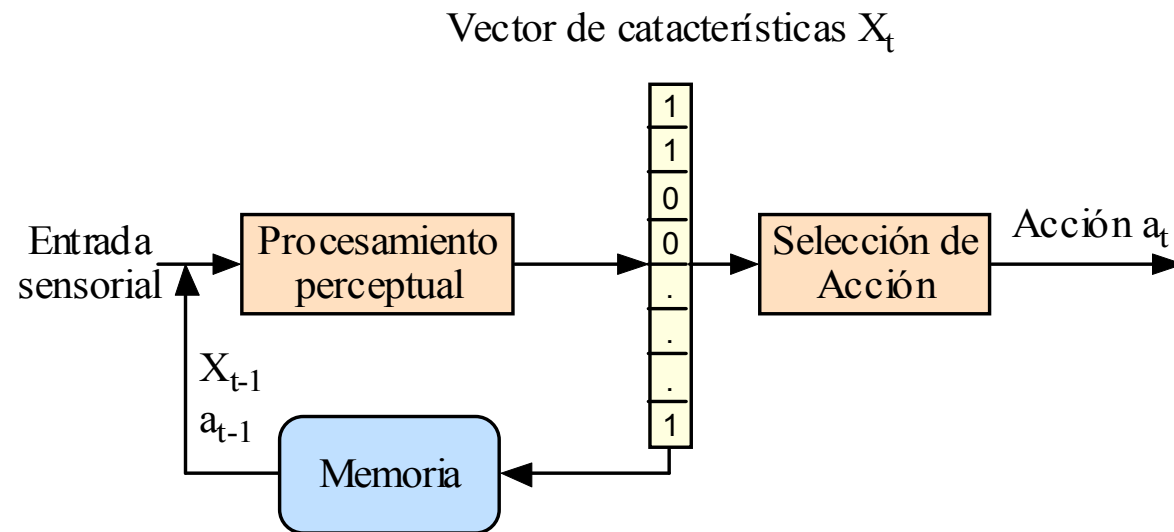 Vector de catacterísticas Xt
1
1
0
0
.
.
.
1
Entrada
sensorial
Procesamiento
perceptual
Selección de
Acción
Acción at
Xt-1
at-1
Memoria